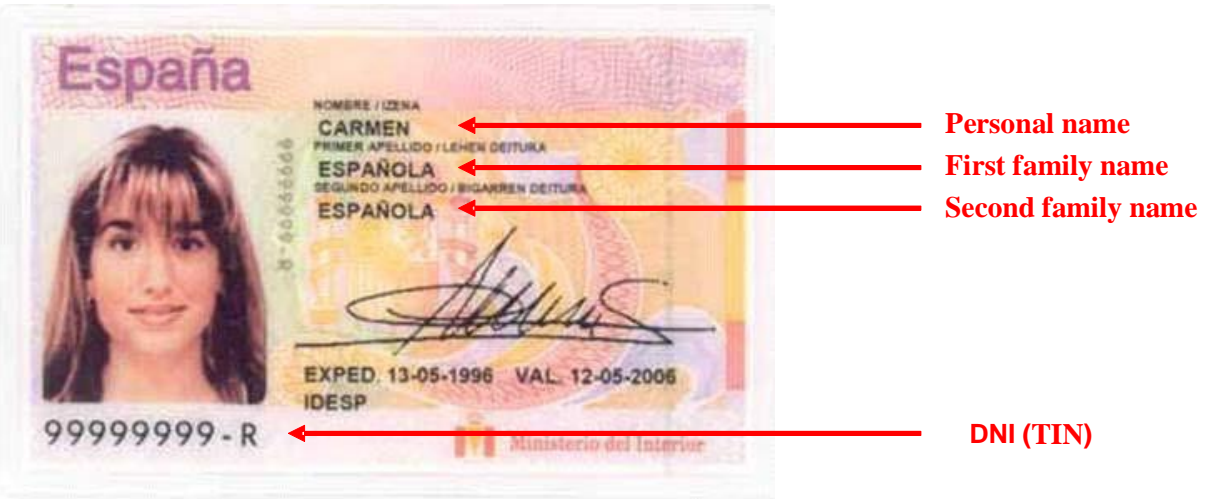 España
NOMBRE / IZENA
CARMEN
Personal name
PRIMER APELLIDO / LEHEN DEITURA
ESPAÑOLA
First family name
SEGUNDO APELLIDO / BIGARREN DEITURA
ESPAÑOLA
Second family name
EXPED. 13-05-1996 VAL. 12-05-2006
IDESP
99999999-R
DNI (TIN)
Ministerio del Interior